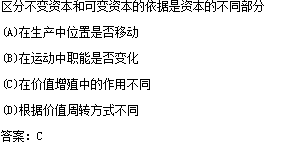 区分不变资本和可变资本的依据是资本的不同部分
(A)在生产中位置是否移动
(B)在运动中职能是否变化
(C)在价值增殖中的作用不同
(D)根据价值周转方式不同
答案：C